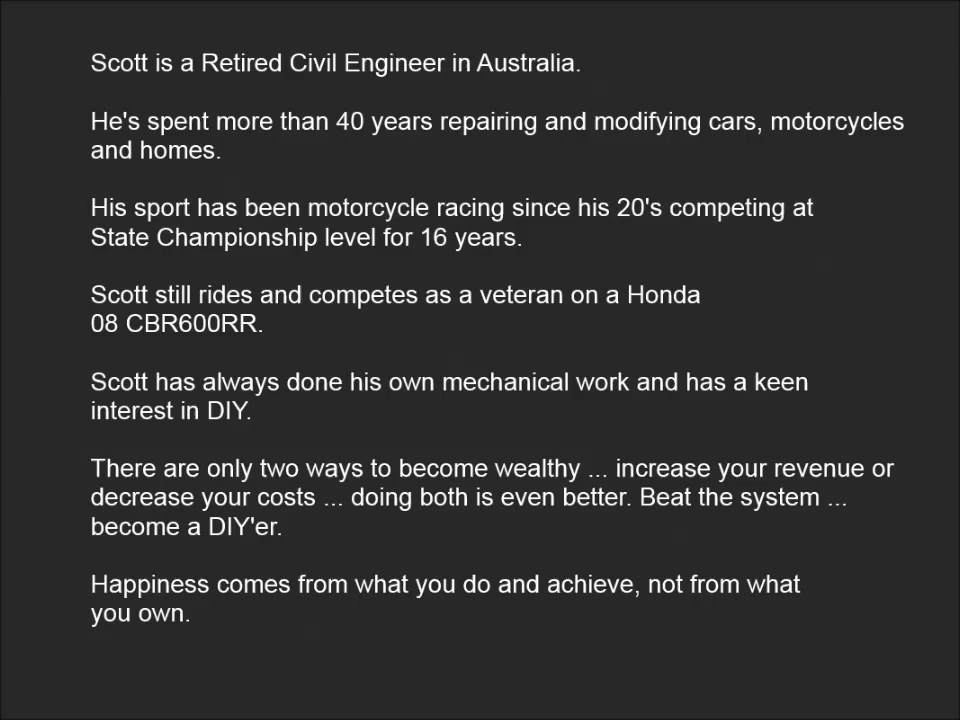 Scott is a Retired Civil Engineer in Australia.
He's spent more than 40 years repairing and modifying cars, motorcycles
and homes.
His sport has been motorcycle racing since his 20's competing at
State Championship level for 16 years.
Scott still rides and competes as a veteran on a Honda
08 CBR600RR.
Scott has always done his own mechanical work and has a keen
interest in DIY.
There are only two ways to become wealthy ... increase your revenue or
decrease your costs ... doing both is even better. Beat the system ...
become a DIY'er.
Happiness comes from what you do and achieve, not from what
you own.